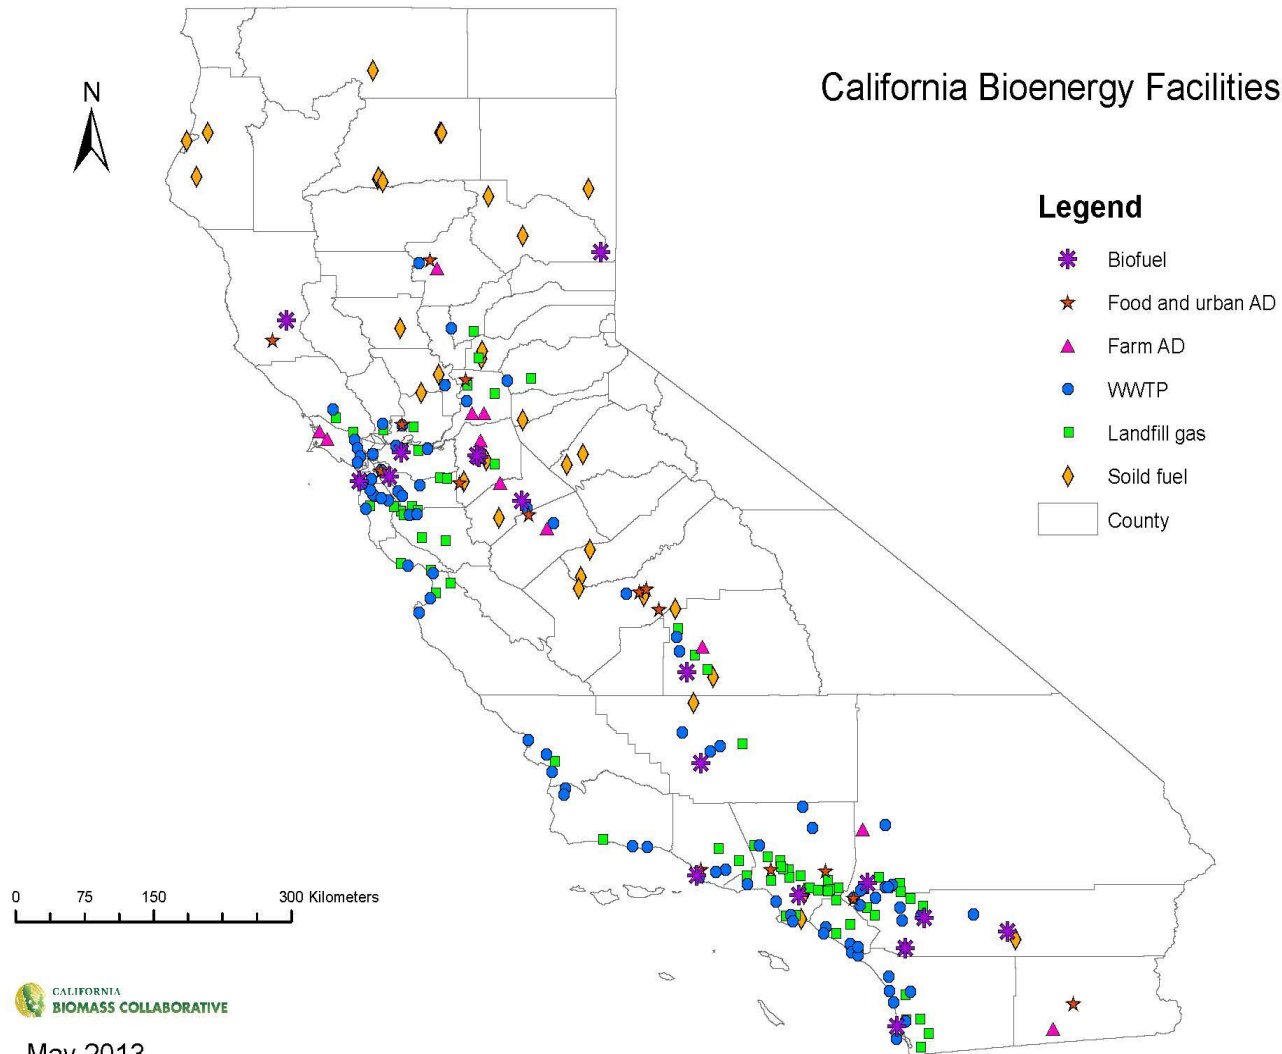 California Bioenergy Facilities
N
Legend
Biofuel
Food and urban AD
Farm AD
WWTP
Landfill gas
Soild fuel
County
0 75 150 300 Kilometers
CALIFORNIA
BIOMASS COLLABORATIVE
May 2013